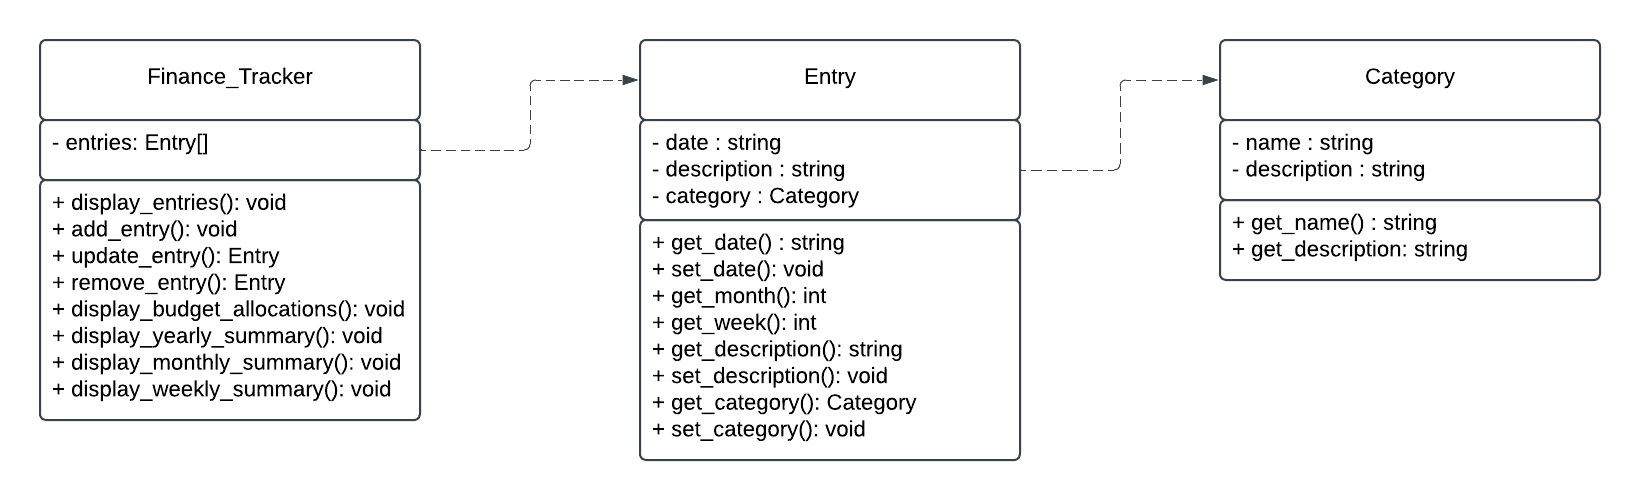 Finance_Tracker
- entries: Entry[]
+ display_entries(): void
+ add_entry(): void
+ update_entry(): Entry
+ remove_entry(): Entry
+ display_budget_allocations(): void
+ display_yearly_summary(): void
+ display_monthly_summary(): void
+ display_weekly_summary(): void
Entry
- date : string
- description : string
- category : Category
+ get_date() : string
+ set_date(): void
+ get_month(): int
+ get_week(): int
+ get_description(): string
+ set_description(): void
+ get_category(): Category
+ set_category(): void
Category
- name : string
- description : string
+ get_name() : string
+ get_description: string